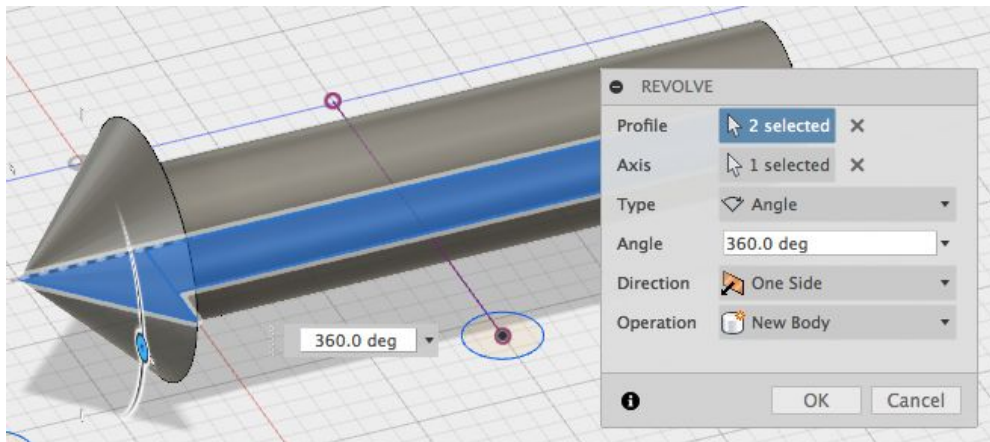 REVOLVE
Profile 2 selected
Axis 1 selected
Type Angle
Angle 360.0 deg
Direction One Side
Operation New Body
OK Cancel
360.0 deg